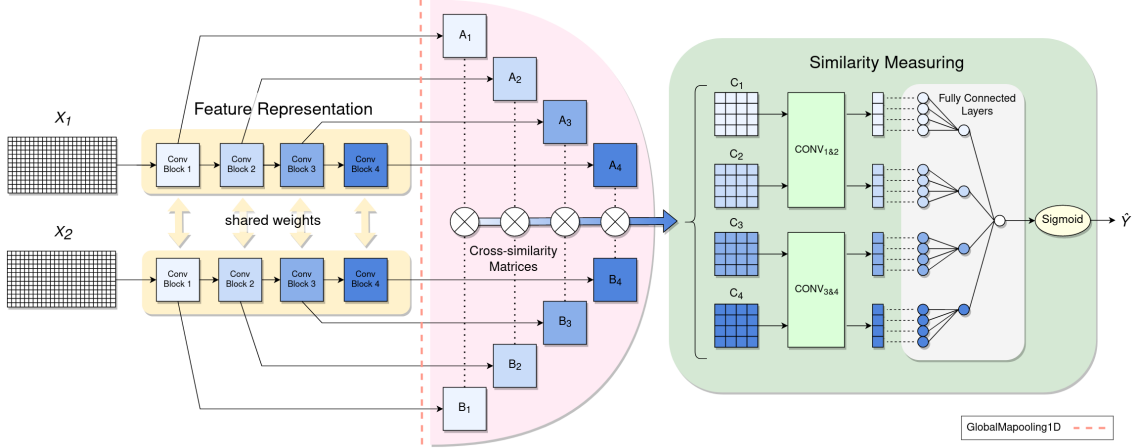 X1
Feature Representation
Conv
Block 1
Conv
Block 2
Conv
Block 3
Conv
Block 4
shared weights
X2
Conv
Block 1
Conv
Block 2
Conv
Block 3
Conv
Block 4
A1
A2
A3
A4
Cross-similarity
Matrices
B4
B3
B2
B1
Similarity Measuring
C1
C2
C3
C4
CONV1&2
CONV3&4
Fully Connected
Layers
Sigmoid
Ŷ
GlobalMapooling1D